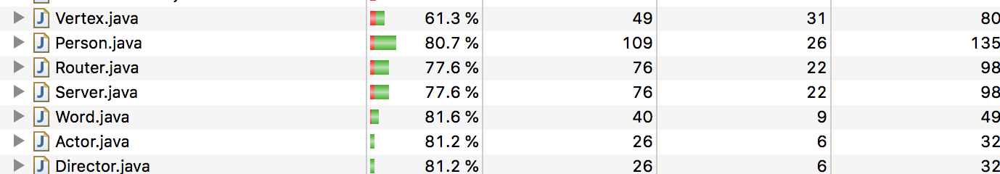 Vertex.java 61.3 % 49 31 80
Person.java 80.7 % 109 26 135
Router.java 77.6 % 76 22 98
Server.java 77.6 % 76 22 98
Word.java 81.6 % 40 9 49
Actor.java 81.2 % 26 6 32
Director.java 81.2 % 26 6 32